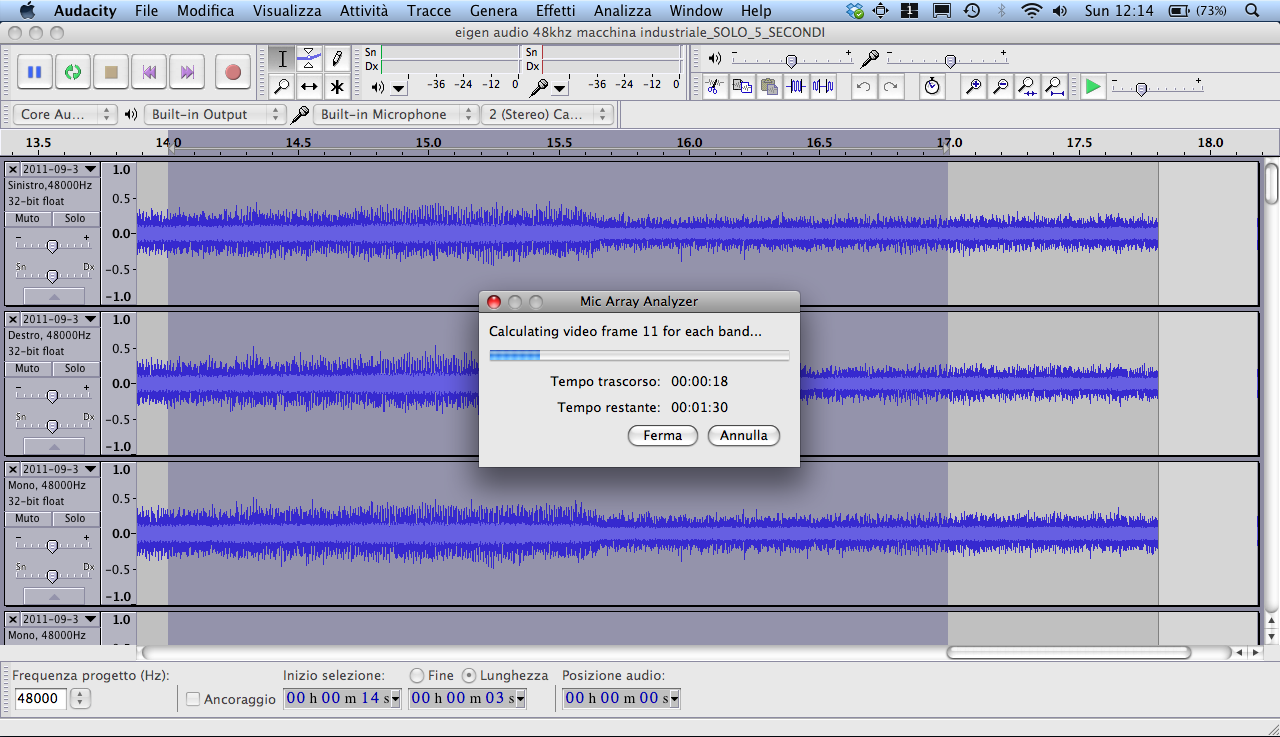 Audacity File Modifica Visualizza Attività Tracce Genera Effetti Analizza Window Help 1 Sun 12:14 (73%)
eigen audio 48khz macchina industriale_SOLO_5_SECONDI
Sn
Dx
-36 -24 -12 0
Sn
Dx
-36 -24 -12 0
- +
- +
- +
Core Au... Built-in Output Built-in Microphone 2 (Stereo) Ca...
13.5 14.0 14.5 15.0 15.5 16.0 16.5 17.0 17.5 18.0
2011-09-3
Sinistro,48000Hz
32-bit float
Muto Solo
- +
Sn Dx
1.0
0.5-
0.0-
-0.5-
-1.0
2011-09-3
Destro, 48000Hz
32-bit float
Muto Solo
- +
Sn Dx
1.0
0.5-
0.0-
-0.5-
-1.0
2011-09-3
Mono, 48000Hz
32-bit float
Muto Solo
- +
Sn Dx
1.0
0.5-
0.0-
-0.5-
-1.0
2011-09-3
Mono, 48000Hz
1.0
Mic Array Analyzer
Calculating video frame 11 for each band...
Tempo trascorso: 00:00:18
Tempo restante: 00:01:30
Ferma Annulla
Frequenza progetto (Hz): Inizio selezione: Fine Lunghezza Posizione audio:
48000 Ancoraggio 00 h 00 m 14 s 00 h 00 m 03 s 00 h 00 m 00 s